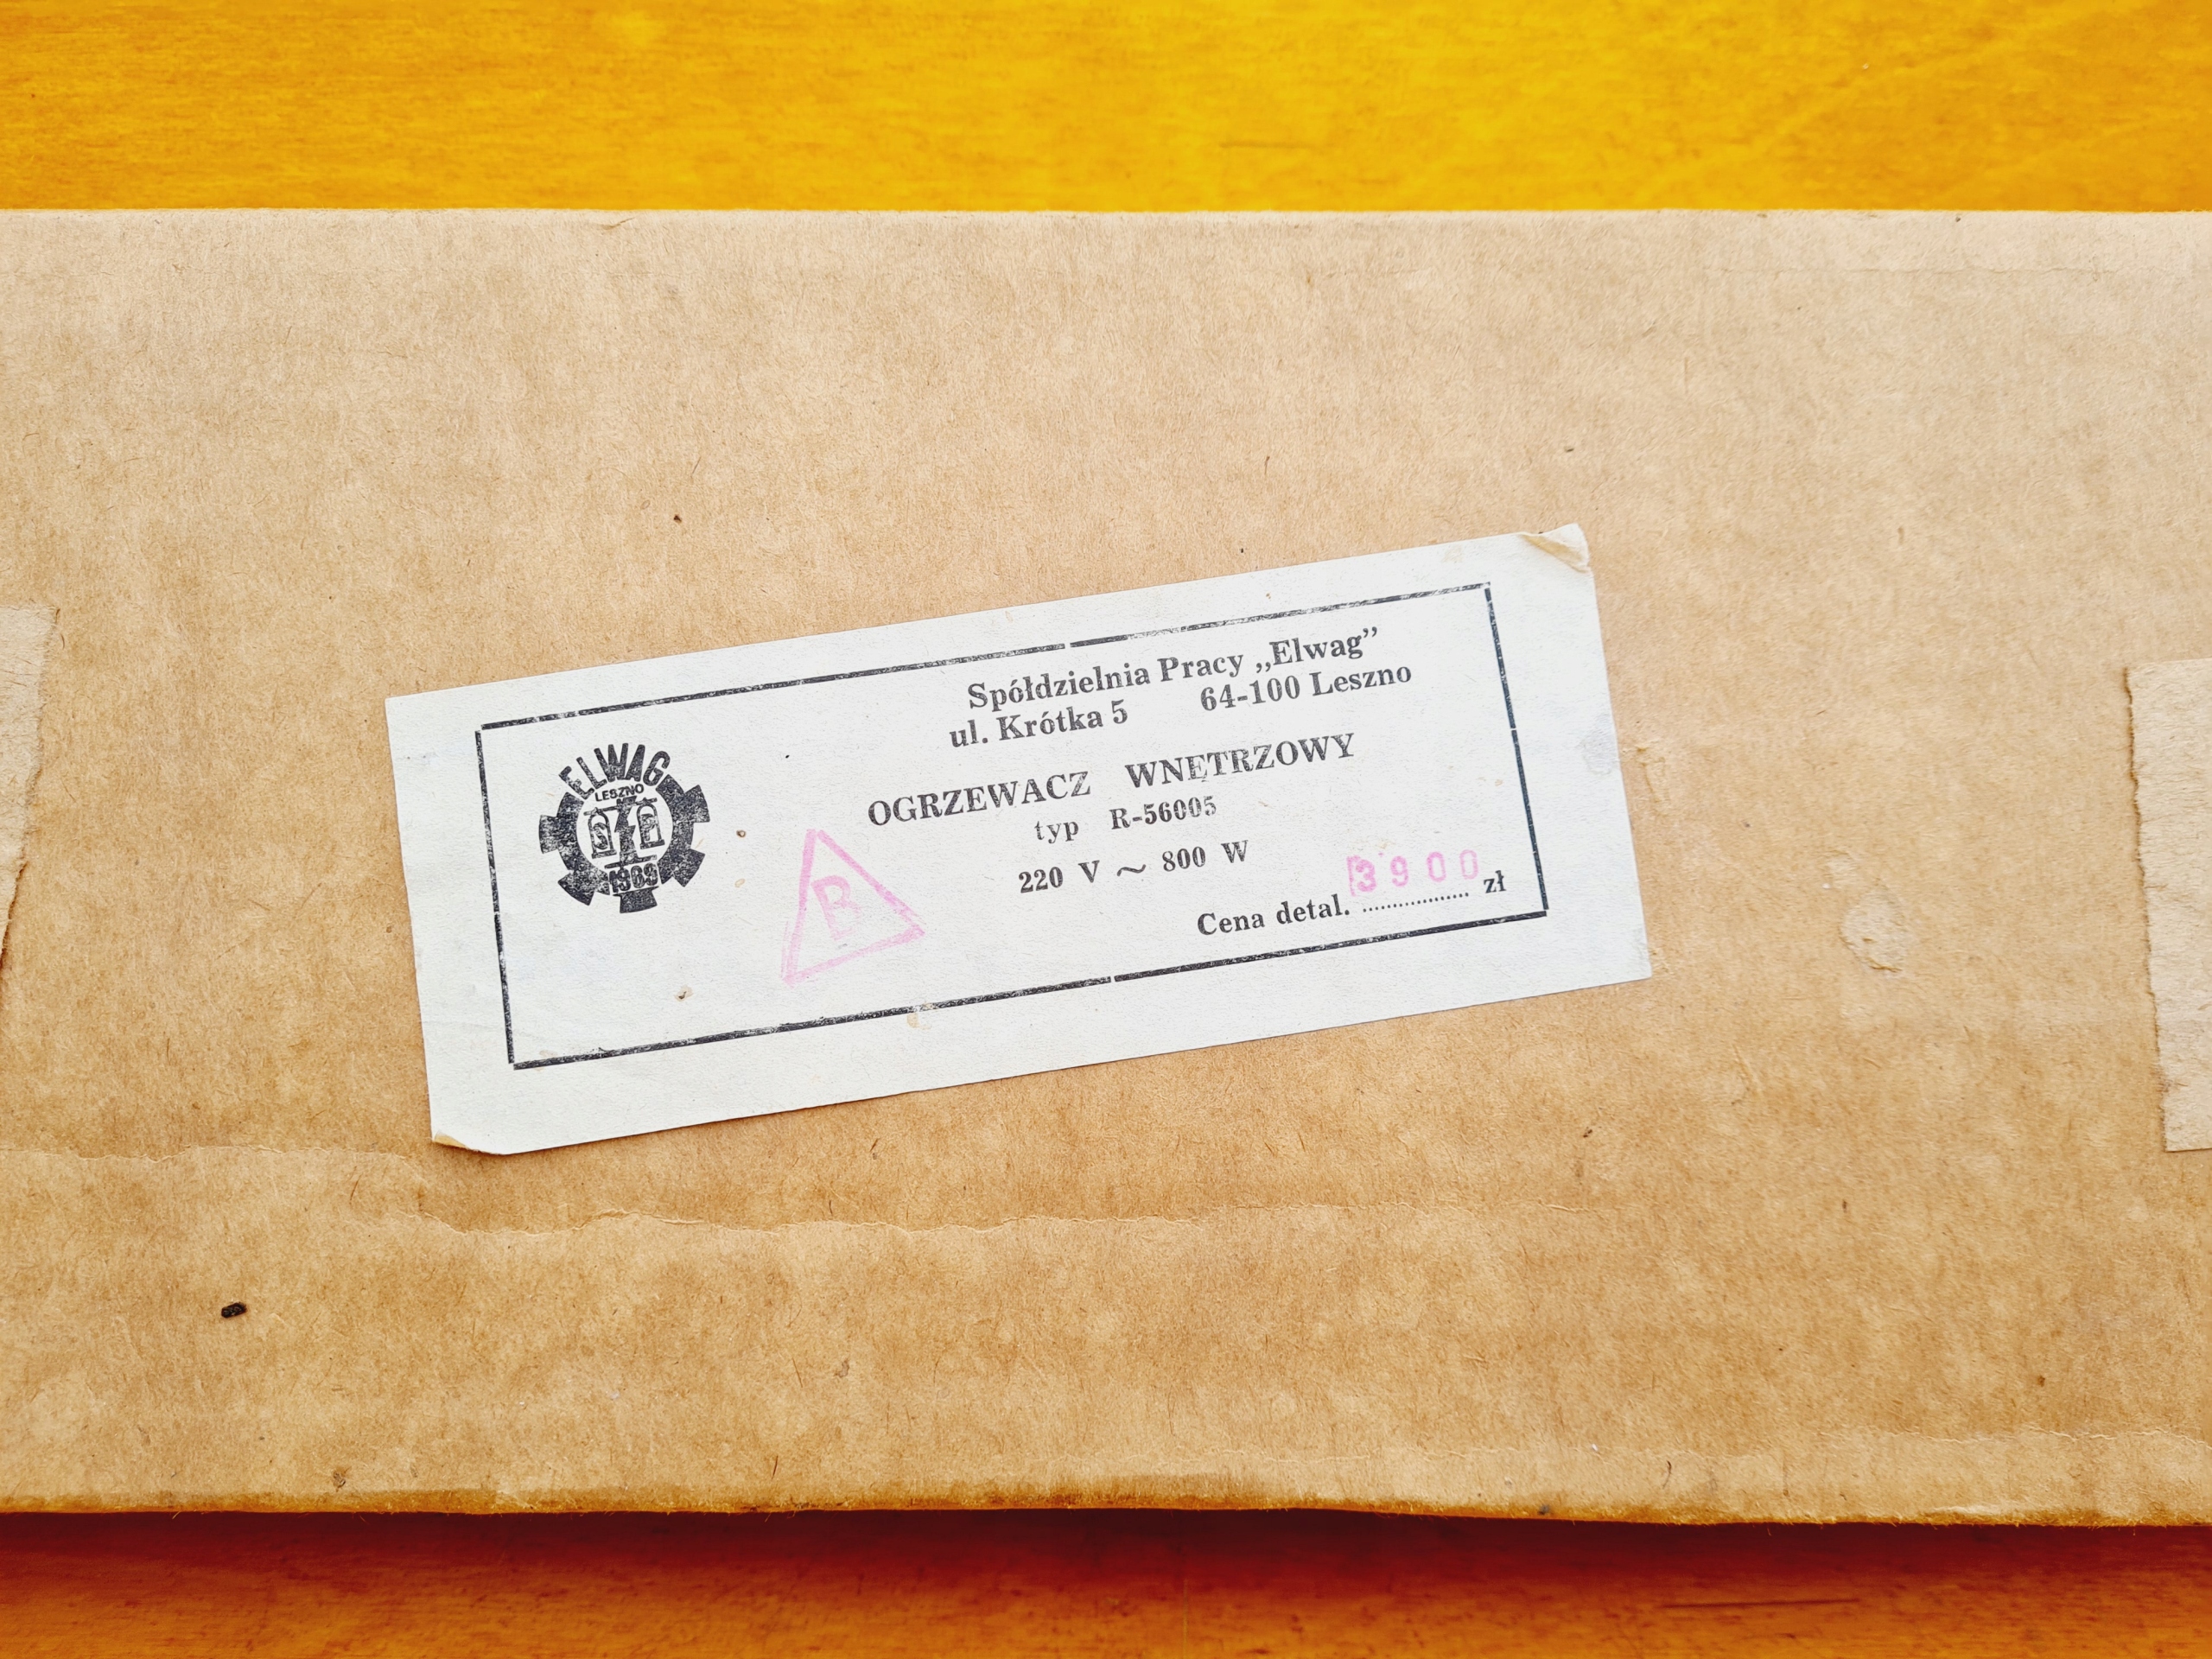 Spółdzielnia Pracy „Elwag”
ul. Krótka 5 64-100 Leszno
ELWAG
LESZNO
OGRZEWACZ WNĘTRZOWY
typ R-56005
220 V ~ 800 W
B
Cena detal. 3900 zł